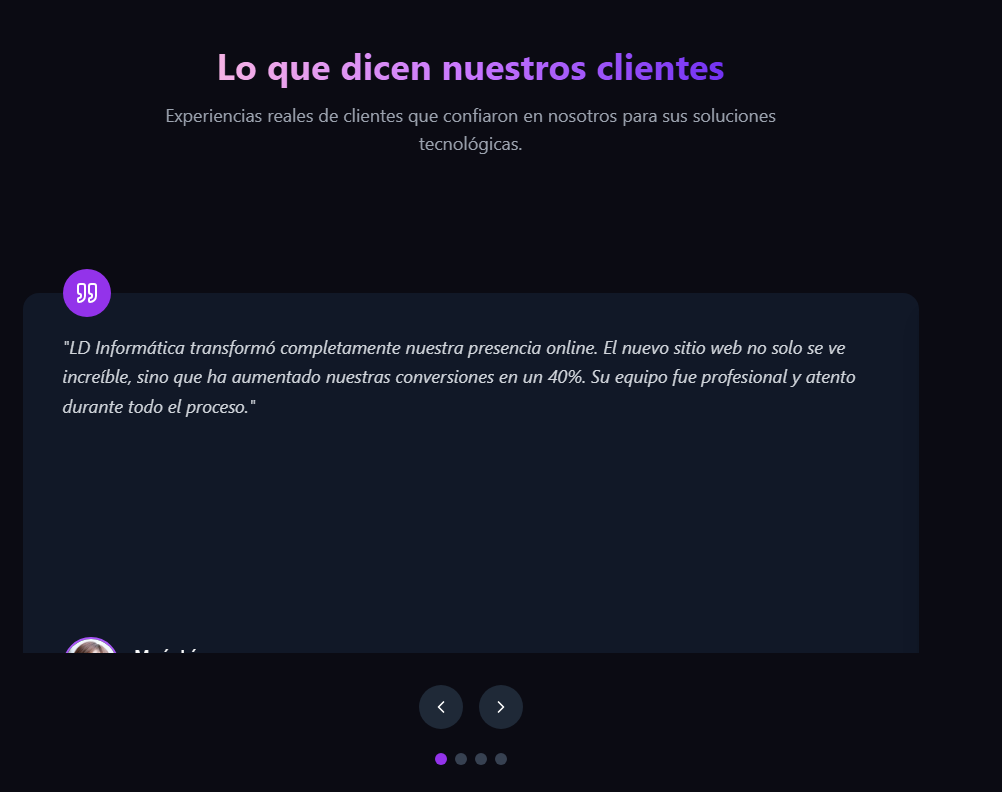 Lo que dicen nuestros clientes
Experiencias reales de clientes que confiaron en nosotros para sus soluciones
tecnológicas.
"LD Informática transformó completamente nuestra presencia online. El nuevo sitio web no solo se ve
increíble, sino que ha aumentado nuestras conversiones en un 40%. Su equipo fue profesional y atento
durante todo el proceso."